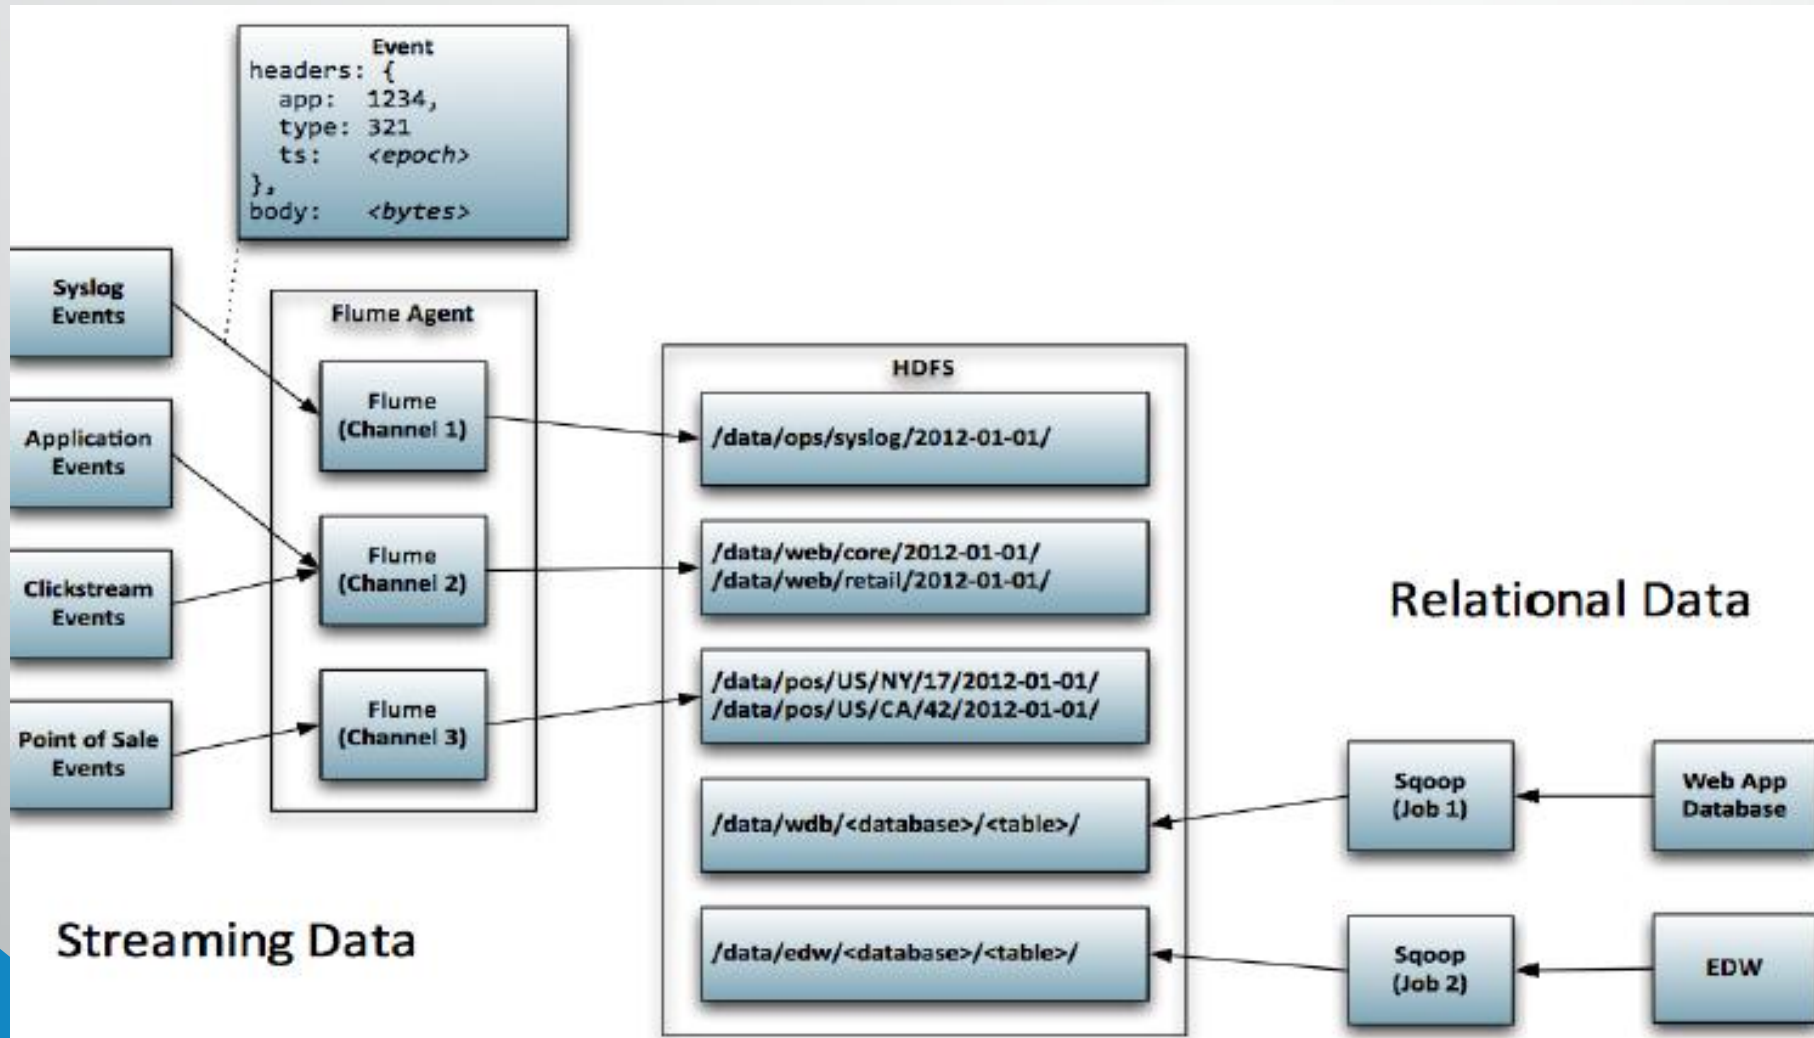 Event
headers: {
app: 1234,
type: 321
ts: <epoch>
},
body: <bytes>
Syslog
Events
Application
Events
Clickstream
Events
Point of Sale
Events
Flume Agent
Flume
(Channel 1)
Flume
(Channel 2)
Flume
(Channel 3)
HDFS
/data/ops/syslog/2012-01-01/
/data/web/core/2012-01-01/
/data/web/retail/2012-01-01/
/data/pos/US/NY/17/2012-01-01/
/data/pos/US/CA/42/2012-01-01/
/data/wdb/<database>/<table>/
/data/edw/<database>/<table>/
Relational Data
Sqoop
(Job 1)
Web App
Database
Sqoop
(Job 2)
EDW
Streaming Data